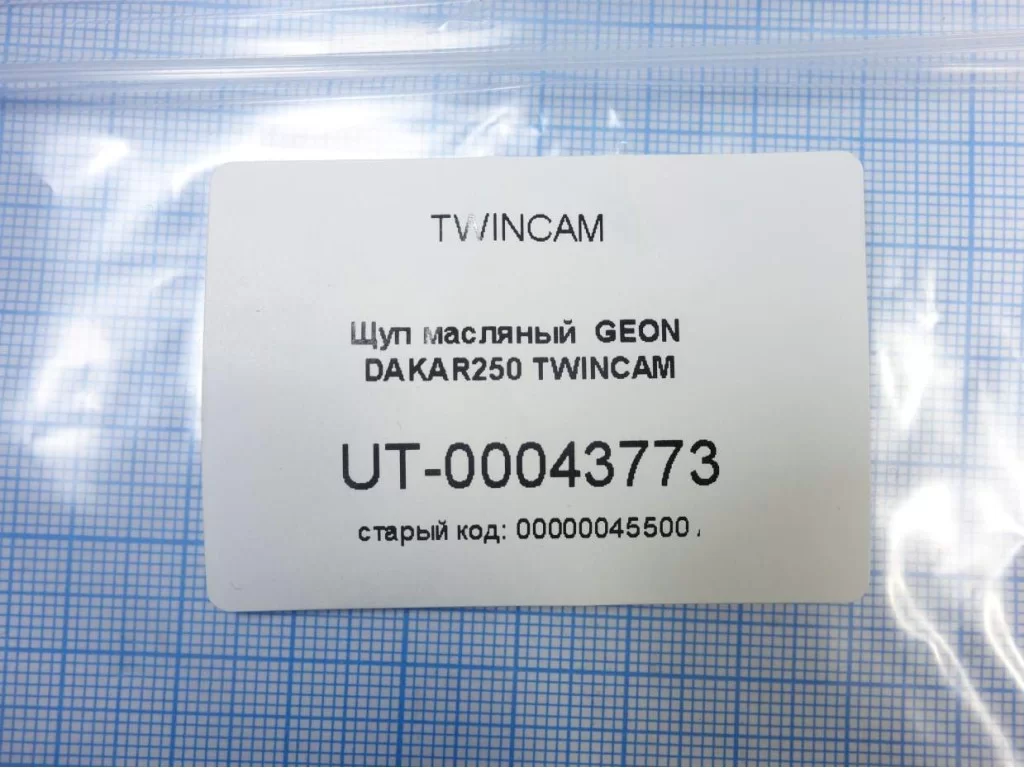 TWINCAM
Щуп масляный GEON
DAKAR250 TWINCAM
UT-00043773
старый код: 00000045500 .